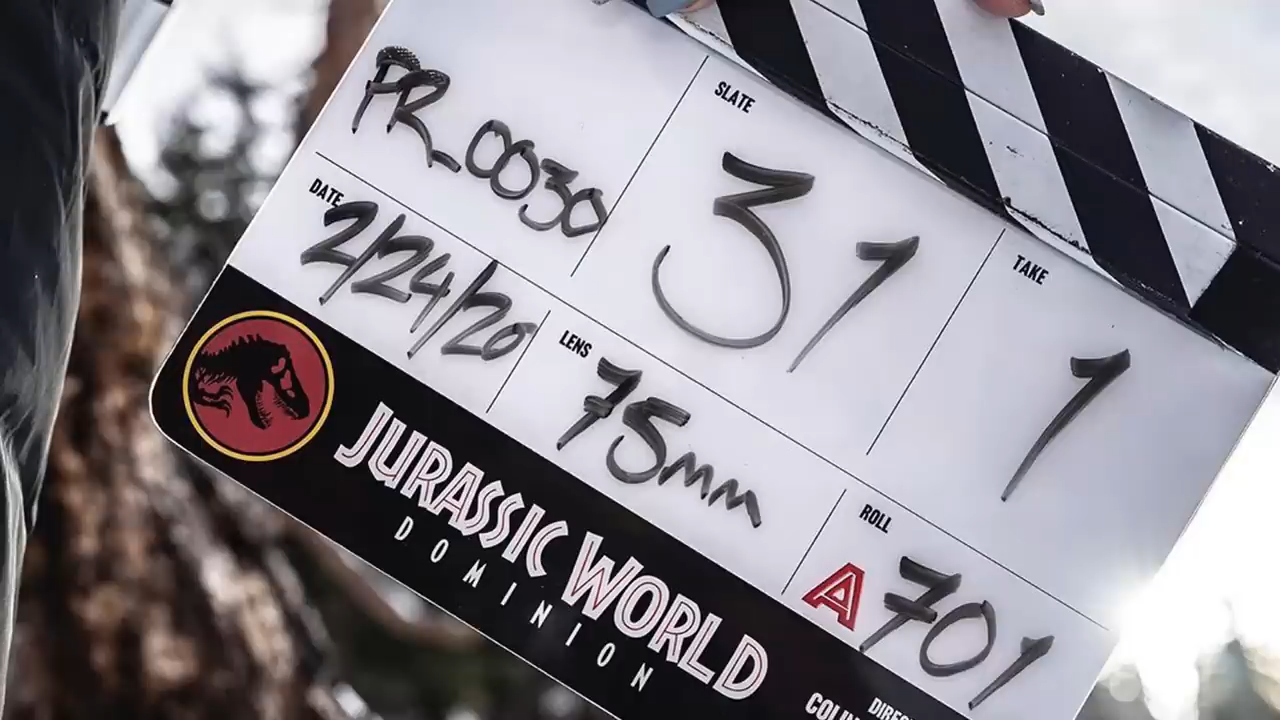 PR_0030
SLATE
31
TAKE
1
DATE
2/24/20
LENS
75mm
ROLL
A701
JURASSIC WORLD
DOMINION